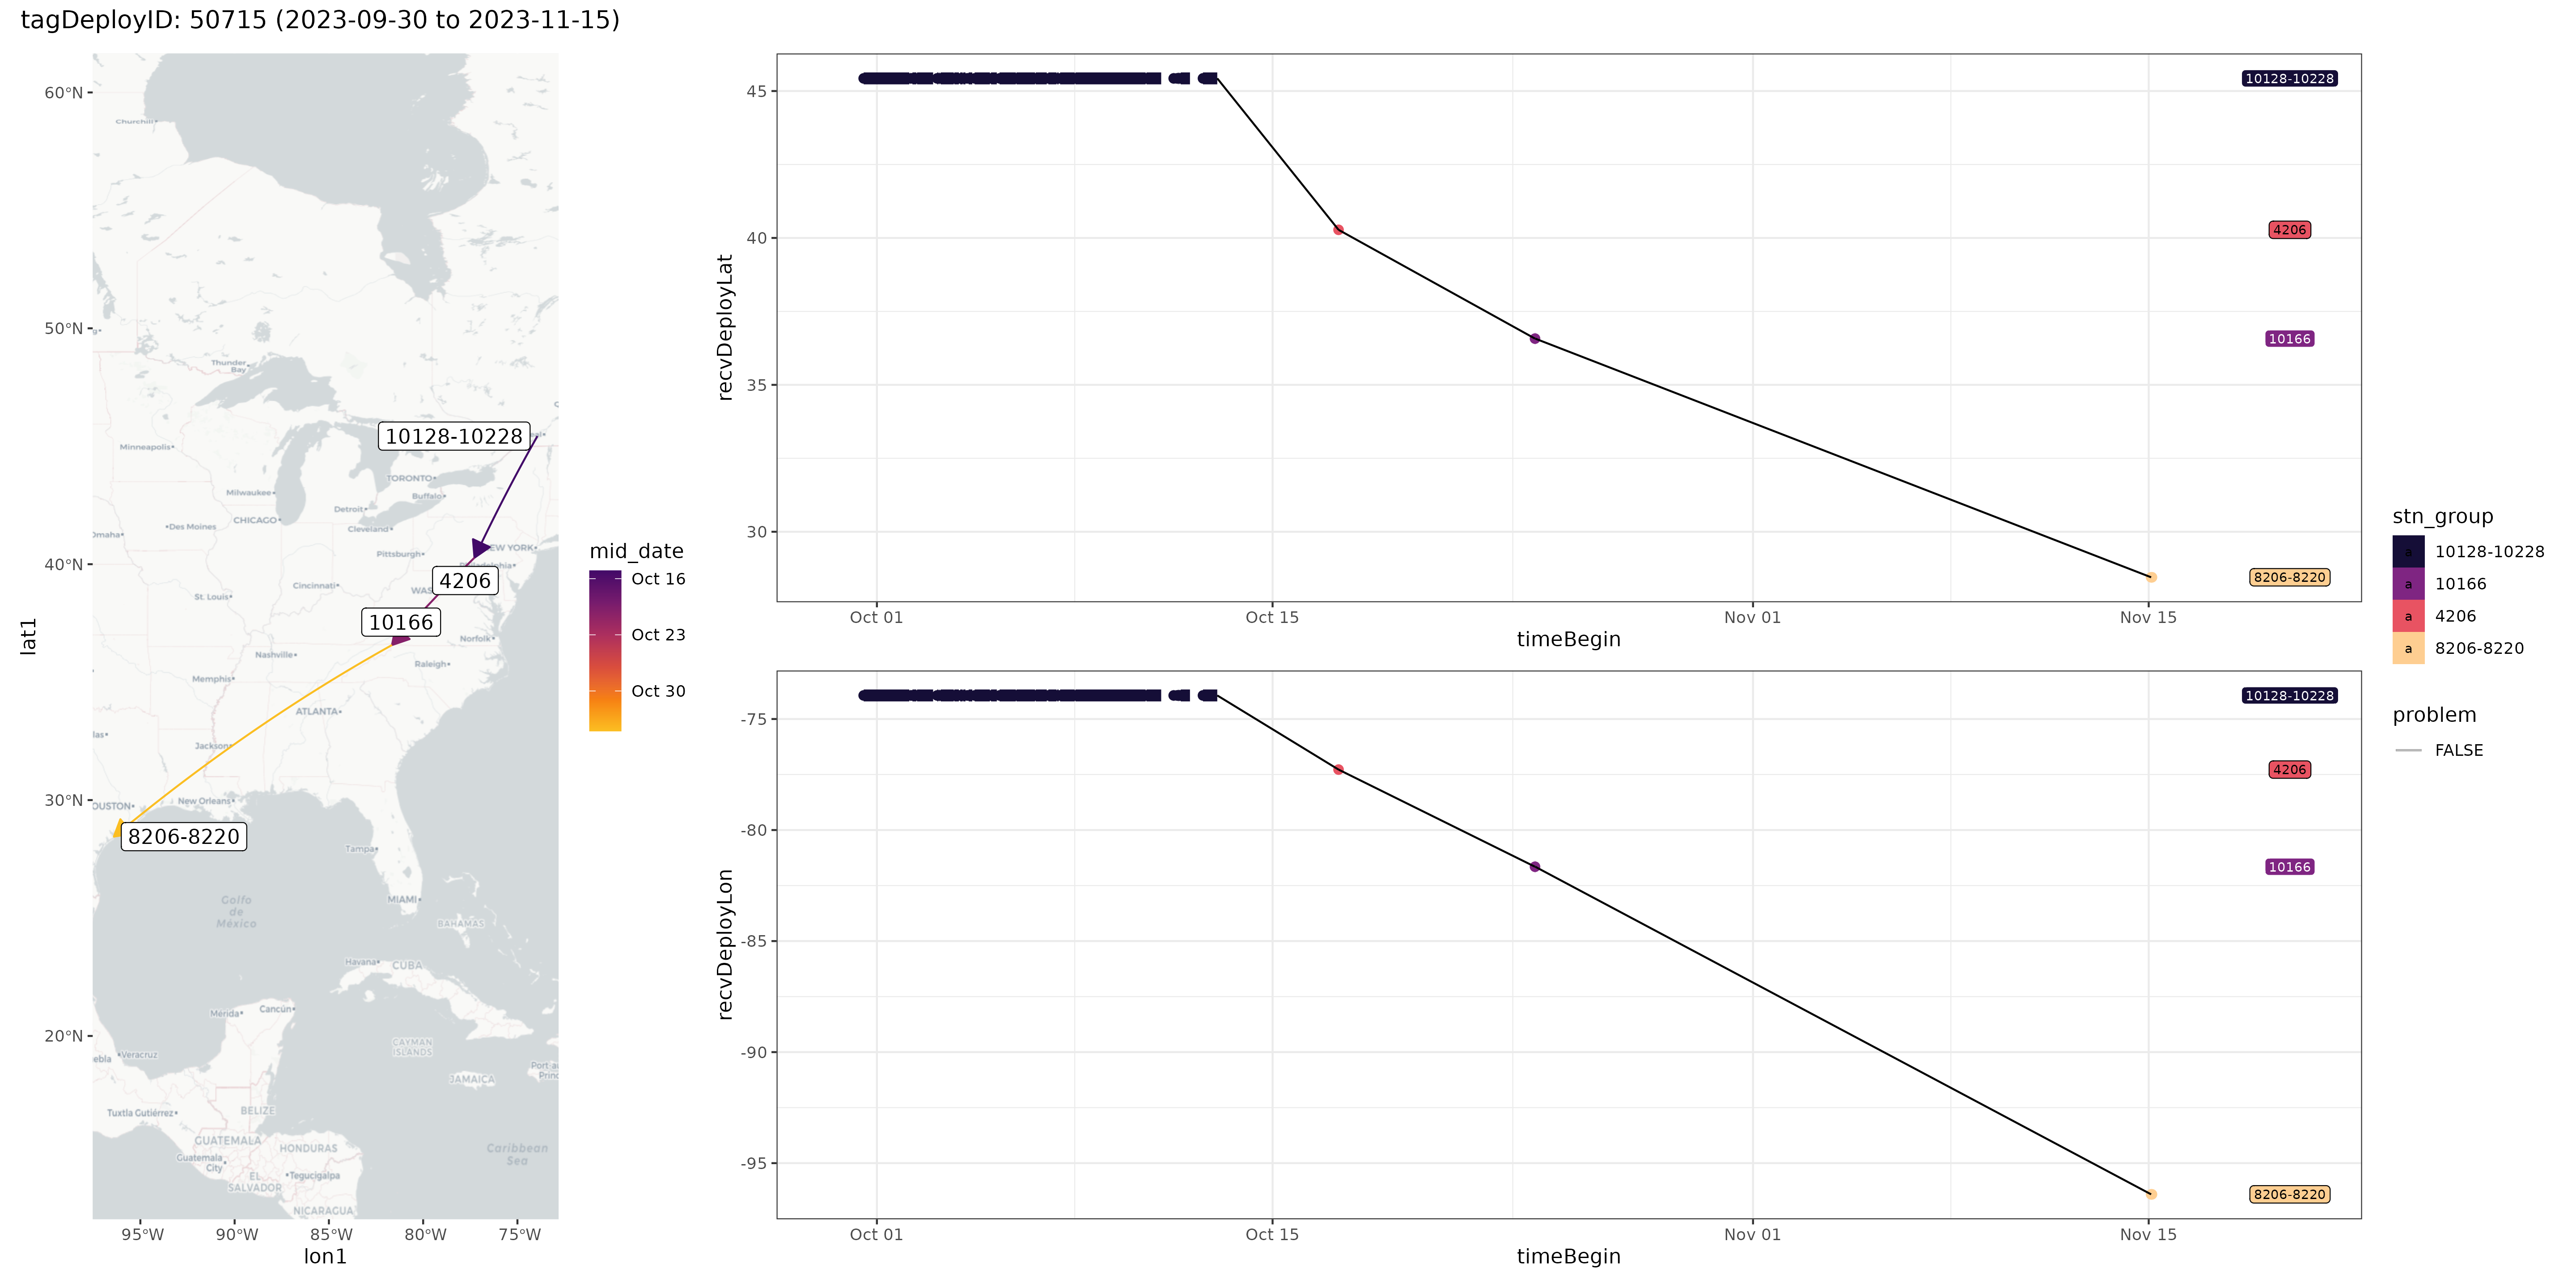 tagDeployID: 50715 (2023-09-30 to 2023-11-15)
60°N
50°N
40°N
30°N
20°N
lat1
95°W
90°W
85°W
80°W
75°W
lon1
Churchill
Thunder
Bay
Minneapolis
TORONTO
Milwaukee
Buffalo
Detroit
CHICAGO
Des Moines
Cleveland
Omaha
Pittsburgh
EW YORK
Philadelphia
Cincinnati
St. Louis
WAS
Norfolk
Nashville
Raleigh
Memphis
ATLANTA
las
Jackson
OUSTON
New Orleans
Tampa
Golfo
de
México
MIAMI
BAHAMAS
Havana
CUBA
Mérida
Cancún
CAYMAN
ISLANDS
ebla
Veracruz
JAMAICA
Port a
Princ
Tuxtla Gutiérrez
BELIZE
GUATEMALA
HONDURAS
Guatemala
City
Caribbean
Sea
EL
SALVADOR
Tegucigalpa
NICARAGUA
10128-10228
4206
10166
8206-8220
mid_date
Oct 16
Oct 23
Oct 30
recvDeployLat
45
40
35
30
10128-10228
4206
10166
8206-8220
Oct 01
Oct 15
Nov 01
Nov 15
timeBegin
recvDeployLon
-75
-80
-85
-90
-95
10128-10228
4206
10166
8206-8220
Oct 01
Oct 15
Nov 01
Nov 15
timeBegin
stn_group
a 10128-10228
a 10166
a 4206
a 8206-8220
problem
FALSE